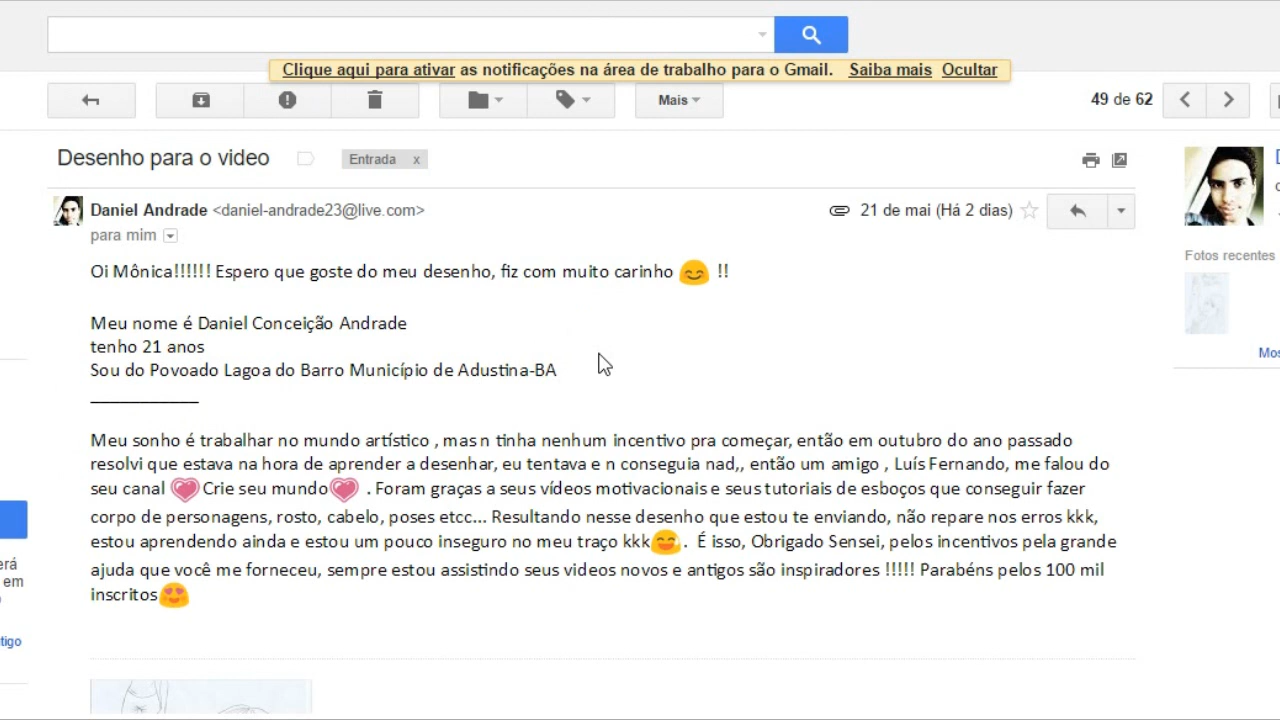 Clique aqui para ativar as notificações na área de trabalho para o Gmail. Saiba mais Ocultar
Mais
49 de 62
Desenho para o video
Entrada x
Daniel Andrade <daniel-andrade23@live.com>
21 de mai (Há 2 dias)
para mim
Oi Mônica!!!!!! Espero que goste do meu desenho, fiz com muito carinho 😊 !!
Fotos recentes
Meu nome é Daniel Conceição Andrade
tenho 21 anos
Sou do Povoado Lagoa do Barro Município de Adustina-BA
___________
Meu sonho é trabalhar no mundo artístico , mas n tinha nenhum incentivo pra começar, então em outubro do ano passado
resolvi que estava na hora de aprender a desenhar, eu tentava e n conseguia nad,, então um amigo , Luís Fernando, me falou do
seu canal 💗 Crie seu mundo💗 . Foram graças a seus vídeos motivacionais e seus tutoriais de esboços que conseguir fazer
corpo de personagens, rosto, cabelo, poses etcc... Resultando nesse desenho que estou te enviando, não repare nos erros kkk,
estou aprendendo ainda e estou um pouco inseguro no meu traço kkk😅. É isso, Obrigado Sensei, pelos incentivos pela grande
ajuda que você me forneceu, sempre estou assistindo seus videos novos e antigos são inspiradores !!!!! Parabéns pelos 100 mil
inscritos😍
em